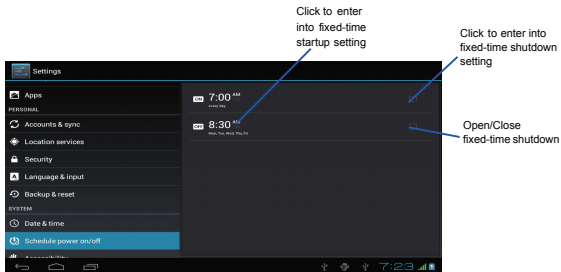 Click to enter
into fixed-time
startup setting
Click to enter into
fixed-time shutdown
setting
Settings
Apps
PERSONAL
Accounts & sync
Location services
Security
A Language & input
Backup & reset
SYSTEM
Date & time
Schedule power on/off
Accessibility
ON 7:00 AM
every day
OFF 8:30 AM
Mon, Tue, Wed, Thu, Fri
Open/Close
fixed-time shutdown
7:23